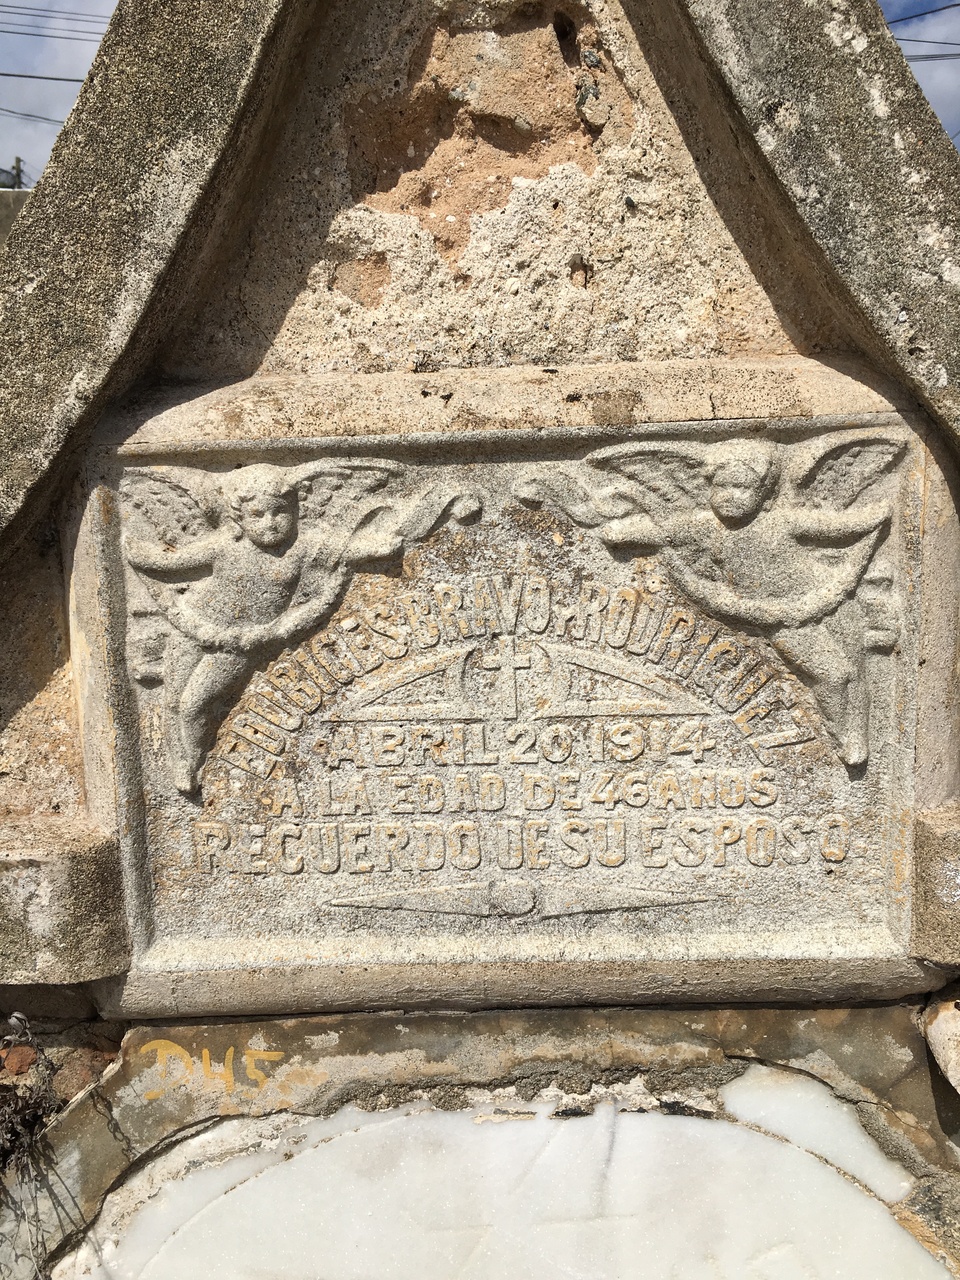 EDUBIGES BRAVO RODRIGUEZ
ABRIL 20 1914
A LA EDAD DE 46 AÑOS
RECUERDO DE SU ESPOSO
D45